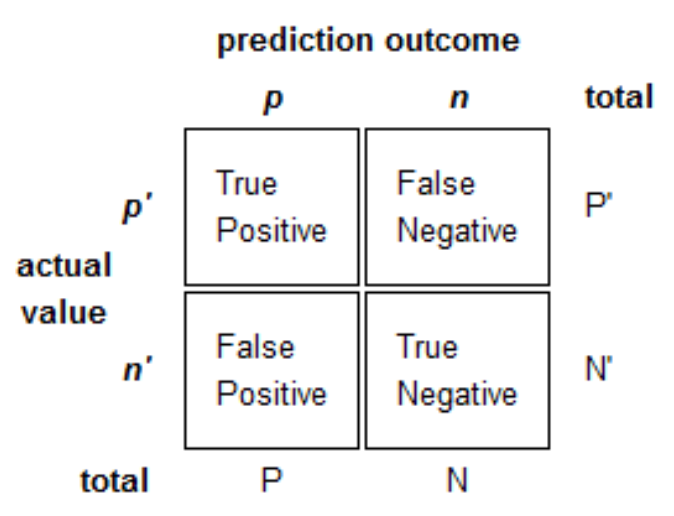 prediction outcome
p n total
p' True Positive False Negative P'
actual value
n' False Positive True Negative N'
total P N